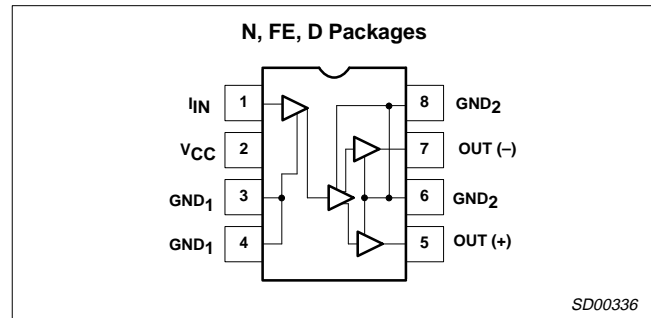 N, FE, D Packages
IIN 1 8 GND2
VCC 2 7 OUT (–)
GND1 3 6 GND2
GND1 4 5 OUT (+)
SD00336